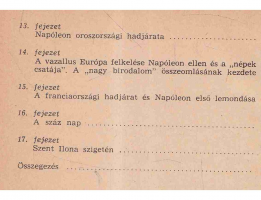 13. fejezet
Napóleon oroszországi hadjárata ........................
14. fejezet
A vazallus Európa felkelése Napóleon ellen és a „népek
csatája". A „nagy birodalom" összeomlásának kezdete
15. fejezet
A franciaországi hadjárat és Napóleon első lemondása
16. fejezet
A száz nap ........................
17. fejezet
Szent Ilona szigetén ........................
Összegezés ........................